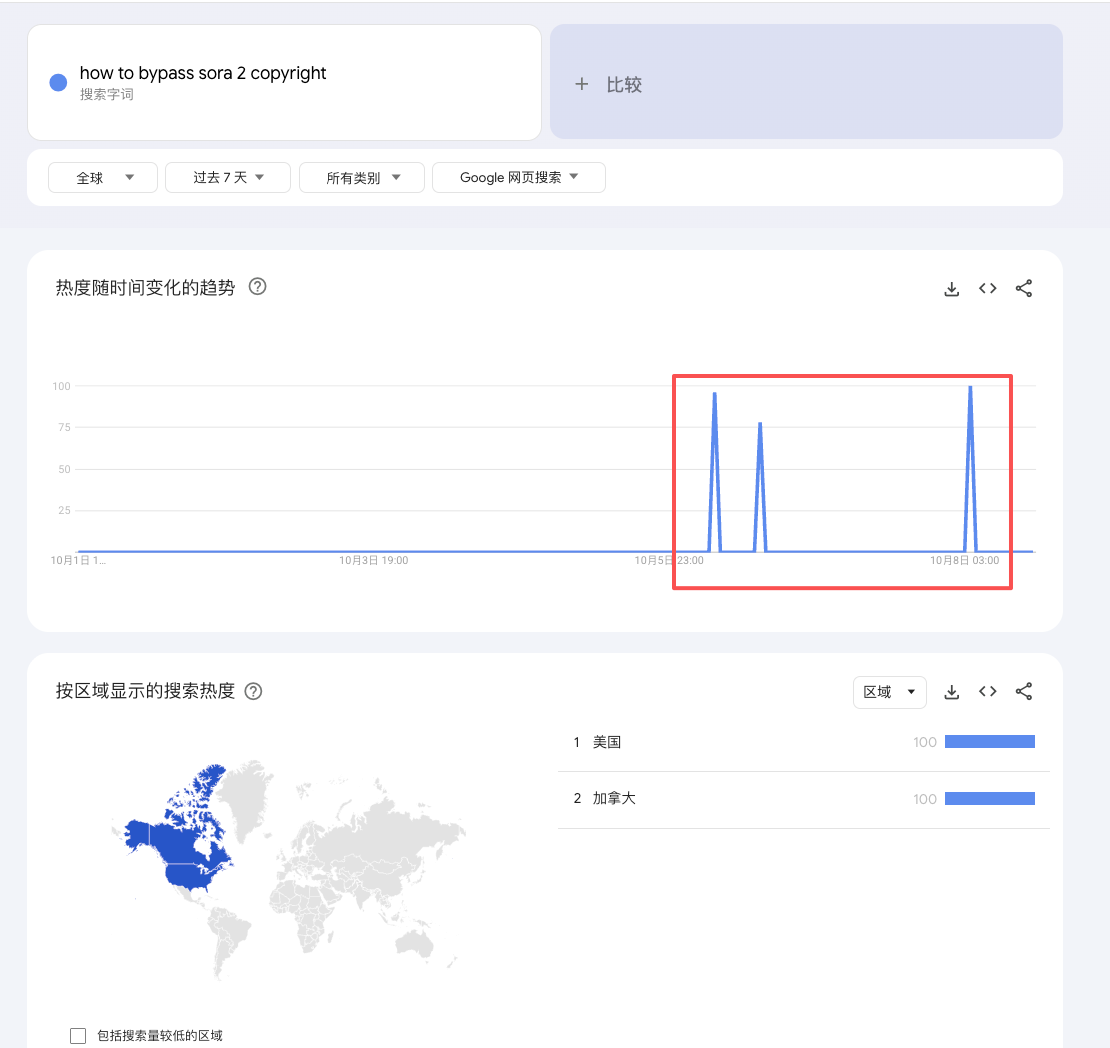 how to bypass sora 2 copyright
搜索字词
+ 比较
全球
过去 7 天
所有类别
Google 网页搜索
热度随时间变化的趋势
100
75
50
25
10月1日 1…
10月3日 19:00
10月5日 23:00
10月8日 03:00
按区域显示的搜索热度
区域
1 美国 100
2 加拿大 100
包括搜索量较低的区域